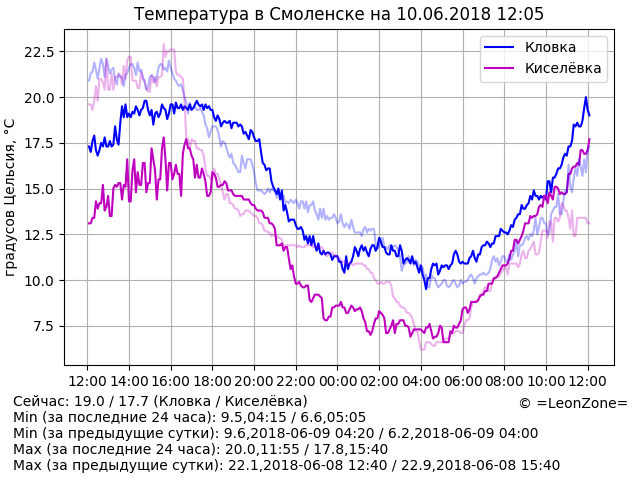 Температура в Смоленске на 10.06.2018 12:05
градусов Цельсия, °C
22.5
20.0
17.5
15.0
12.5
10.0
7.5
Кловка
Киселёвка
12:00 14:00 16:00 18:00 20:00 22:00 00:00 02:00 04:00 06:00 08:00 10:00 12:00
Сейчас: 19.0 / 17.7 (Кловка / Киселёвка)
© =LeonZone=
Min (за последние 24 часа): 9.5,04:15 / 6.6,05:05
Min (за предыдущие сутки): 9.6,2018-06-09 04:20 / 6.2,2018-06-09 04:00
Max (за последние 24 часа): 20.0,11:55 / 17.8,15:40
Max (за предыдущие сутки): 22.1,2018-06-08 12:40 / 22.9,2018-06-08 15:40